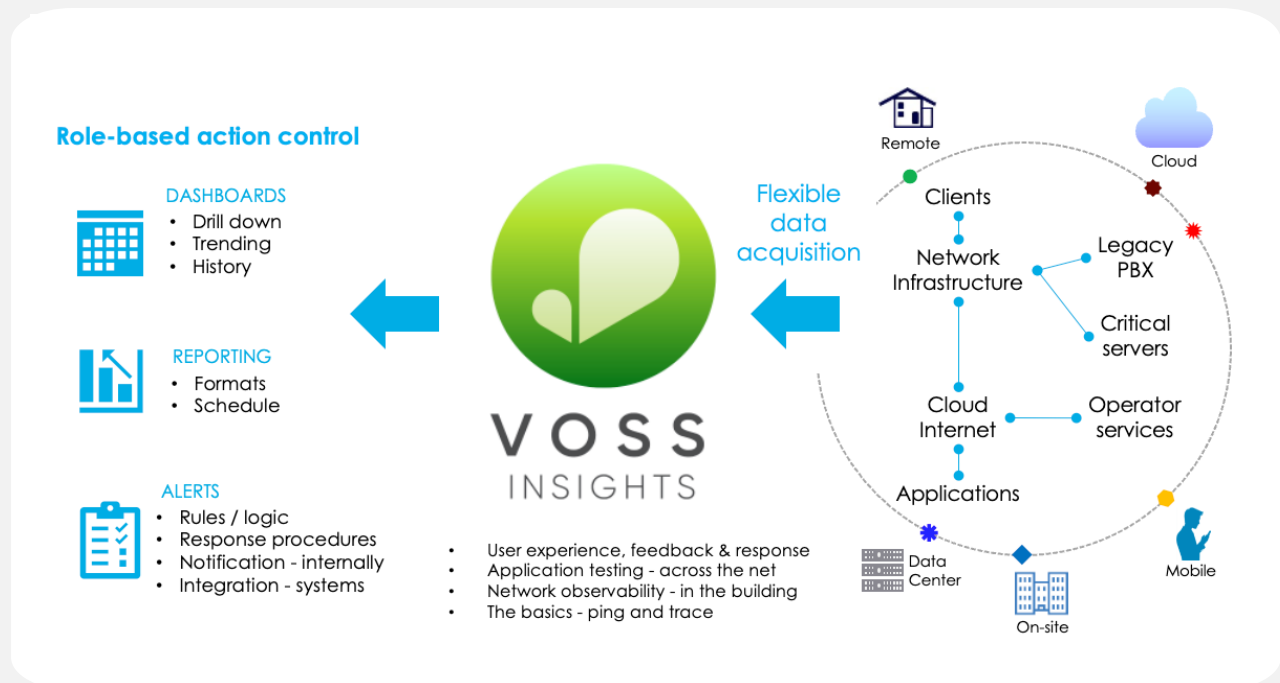 Role-based action control
DASHBOARDS
• Drill down
• Trending
• History
REPORTING
• Formats
• Schedule
ALERTS
• Rules / logic
• Response procedures
• Notification - internally
• Integration - systems
VOSS
INSIGHTS
• User experience, feedback & response
• Application testing - across the net
• Network observability - in the building
• The basics - ping and trace
Flexible
data
acquisition
Remote
Cloud
Clients
Network
Infrastructure
Legacy
PBX
Critical
servers
Cloud
Internet
Operator
services
Applications
Data
Center
On-site
Mobile